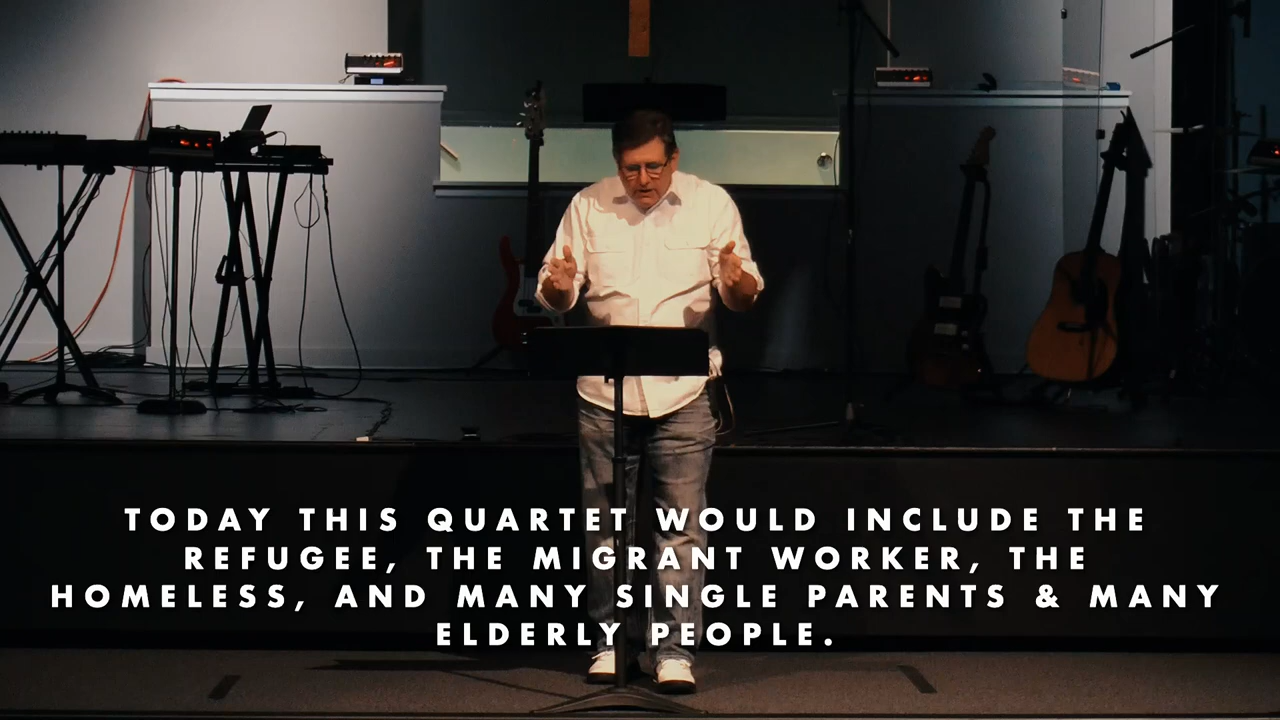 TODAY THIS QUARTET WOULD INCLUDE THE
REFUGEE, THE MIGRANT WORKER, THE
HOMELESS, AND MANY SINGLE PARENTS & MANY
ELDERLY PEOPLE.